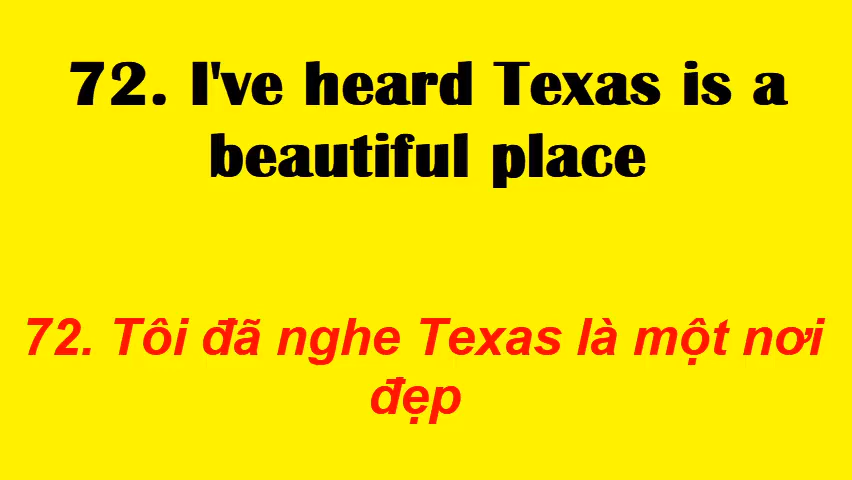 72. I've heard Texas is a
beautiful place
72. Tôi đã nghe Texas là một nơi
đẹp